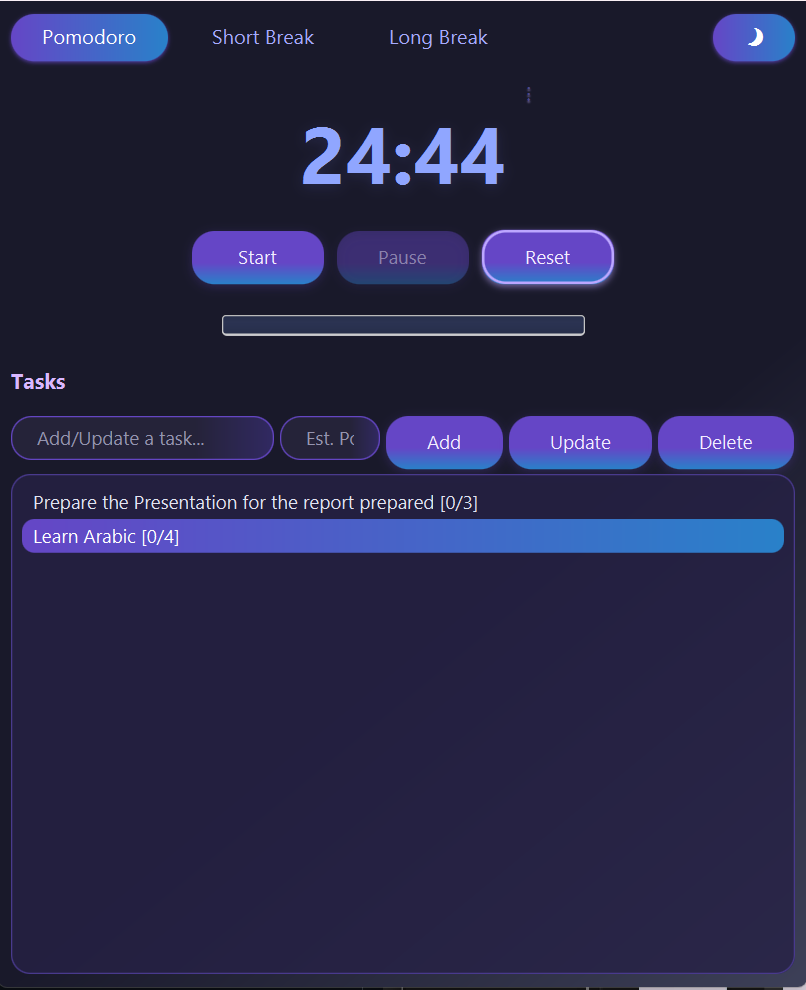 Pomodoro Short Break Long Break
24:44
Start Pause Reset
Tasks
Add/Update a task... Est. Po Add Update Delete
Prepare the Presentation for the report prepared [0/3]
Learn Arabic [0/4]